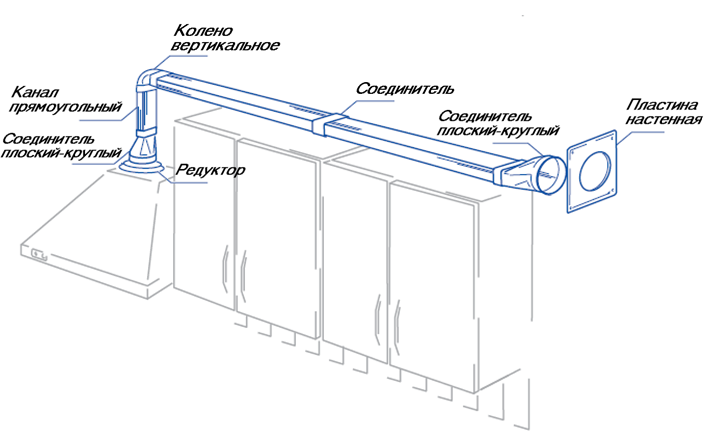 Колено
вертикальное
Канал
прямоугольный
Соединитель
плоский-круглый
Редуктор
Соединитель
Соединитель
плоский-круглый
Пластина
настенная